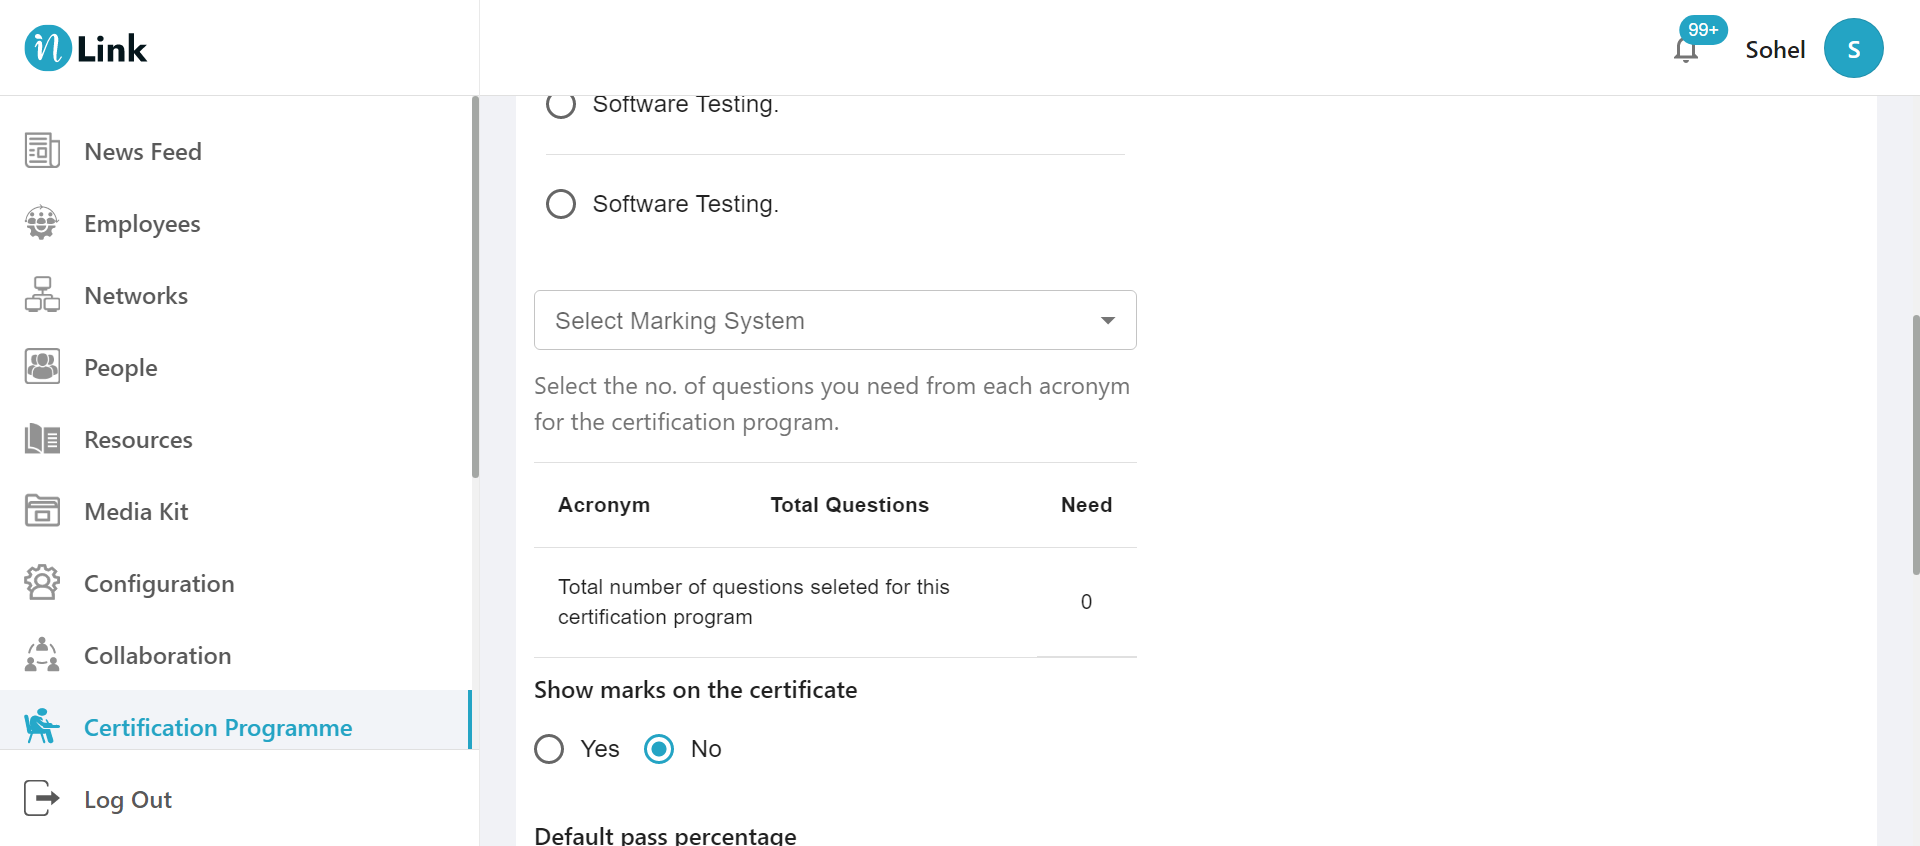 n Link
99+
Sohel
S
News Feed
Employees
Networks
People
Resources
Media Kit
Configuration
Collaboration
Certification Programme
Log Out
Software Testing.
Software Testing.
Select Marking System
Select the no. of questions you need from each acronym
for the certification program.
Acronym Total Questions Need
Total number of questions seleted for this
certification program
0
Show marks on the certificate
Yes No
Default pass percentage